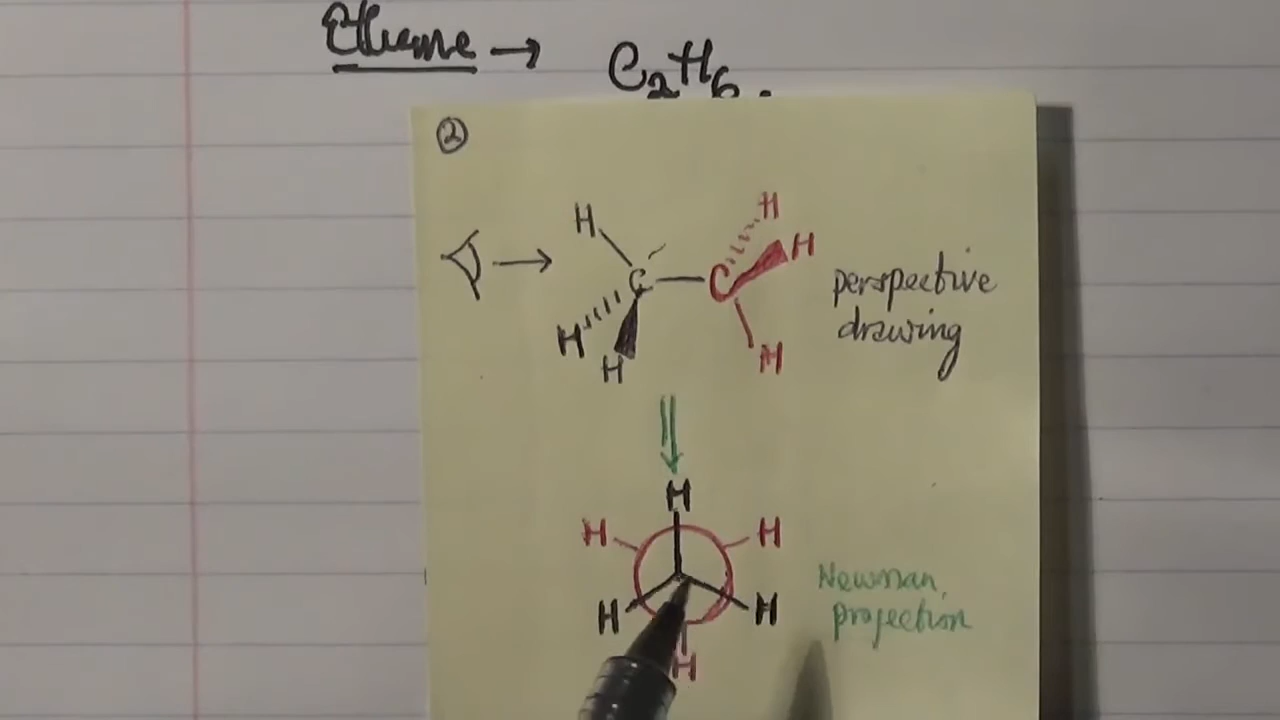 Ethane → C₂H₆.
②
H
H
H
C
C
H
H
H
H
perspective
drawing
H
H
H
H
H
H
Newman
projection